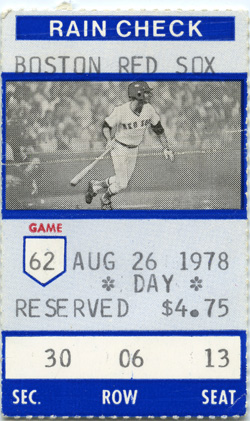 RAIN CHECK
BOSTON RED SOX
RED SOX
GAME
62 AUG 26 1978
* DAY *
RESERVED $4.75
30 06 13
SEC. ROW SEAT